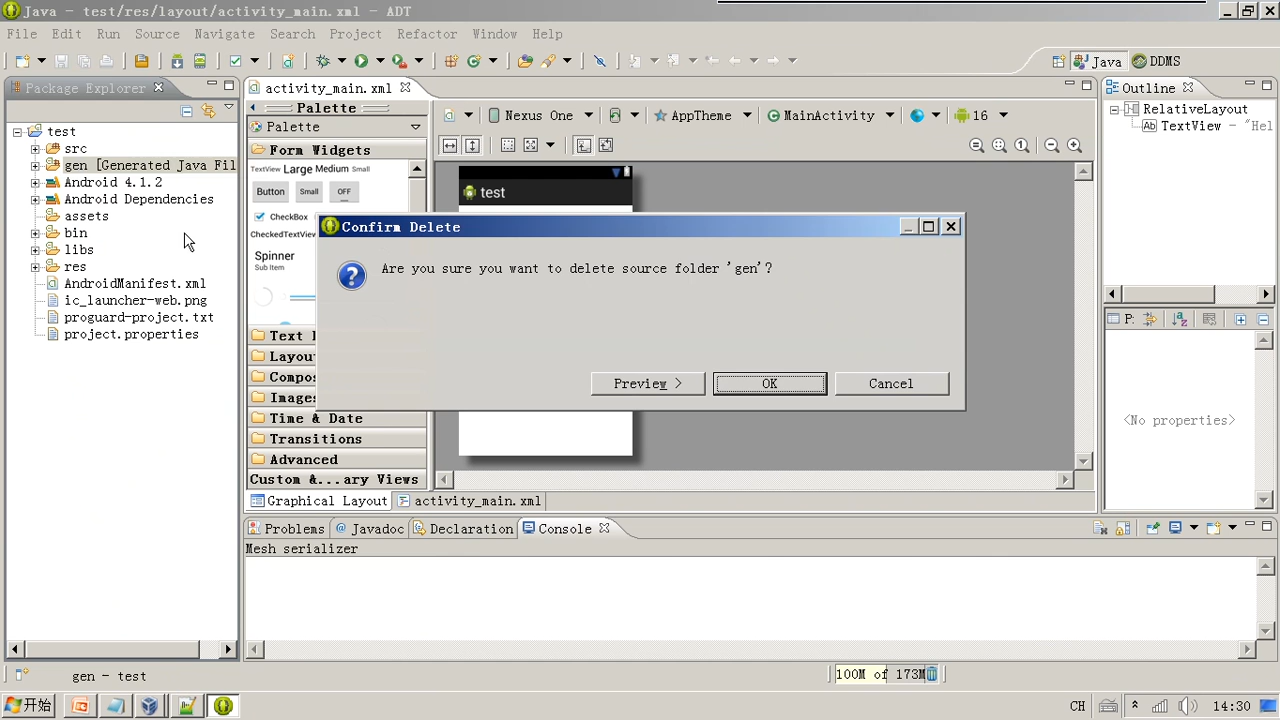 Java - test/res/layout/activity_main.xml - ADT
File Edit Run Source Navigate Search Project Refactor Window Help
Java DDMS
Package Explorer
test
src
gen [Generated Java Fil
Android 4.1.2
Android Dependencies
assets
bin
libs
res
AndroidManifest.xml
ic_launcher-web.png
proguard-project.txt
project.properties
activity_main.xml
Palette
Palette
Form Widgets
TextView Large Medium Small
Button Small OFF
CheckBox
CheckedTextView
Spinner
Sub Item
Text
Layou
Compos
Images
Time & Date
Transitions
Advanced
Custom &...ary Views
Nexus One AppTheme MainActivity 16
test
Graphical Layout activity_main.xml
Confirm Delete
Are you sure you want to delete source folder 'gen'?
Preview >
OK
Cancel
Outline
RelativeLayout
Ab TextView - "Hel
P:
<No properties>
Problems @ Javadoc Declaration Console
Mesh serializer
gen - test
100M of 173M
开始
CH
14:30